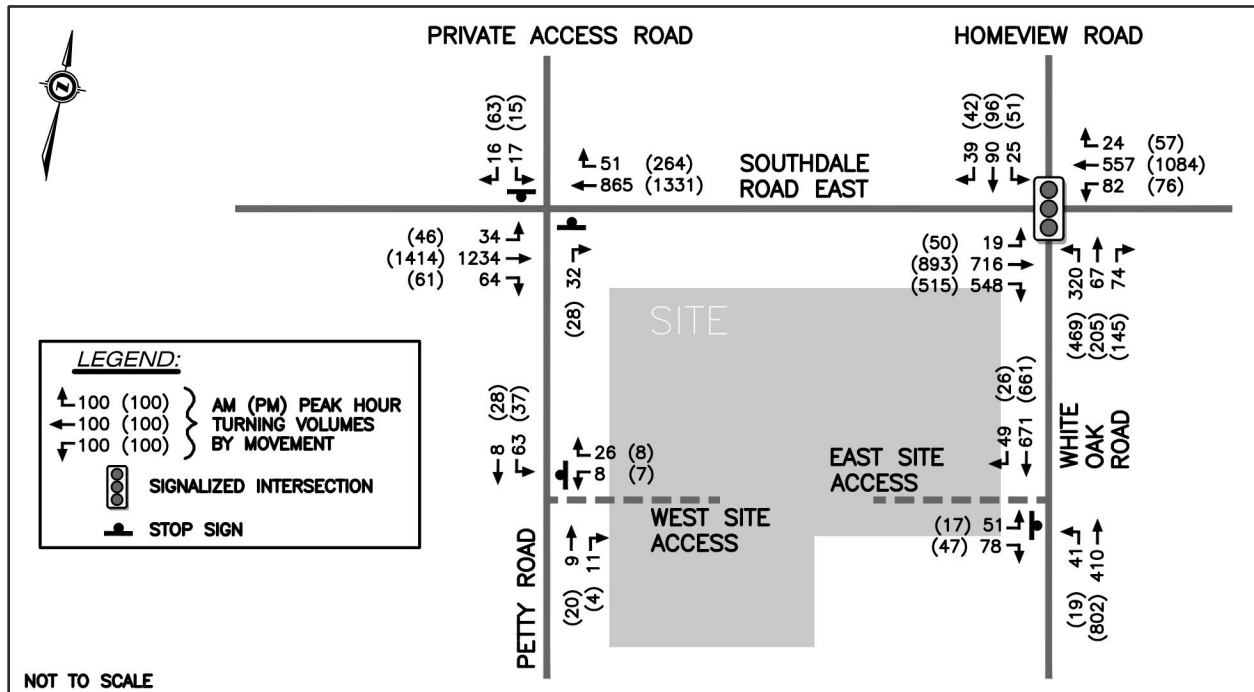 PRIVATE ACCESS ROAD
HOMEVIEW ROAD
Z
(63)
(15)
16
17
51 (264)
865 (1331)
SOUTHDALE
ROAD EAST
(42)
(96)
(51)
39
90
25
24 (57)
557 (1084)
82 (76)
(46) 34
(1414) 1234
(61) 64
32
(28)
(50) 19
(893) 716
(515) 548
320
67
74
(469)
(205)
(145)
SITE
LEGEND:
100 (100)
100 (100)
100 (100)
AM (PM) PEAK HOUR
TURNING VOLUMES
BY MOVEMENT
SIGNALIZED INTERSECTION
STOP SIGN
(28)
(37)
8
63
26 (8)
8 (7)
WEST SITE
ACCESS
PETTY ROAD
9
11
(20)
(4)
(26)
(661)
49
671
WHITE
OAK
ROAD
EAST SITE
ACCESS
(17) 51
(47) 78
41
410
(19)
(802)
NOT TO SCALE